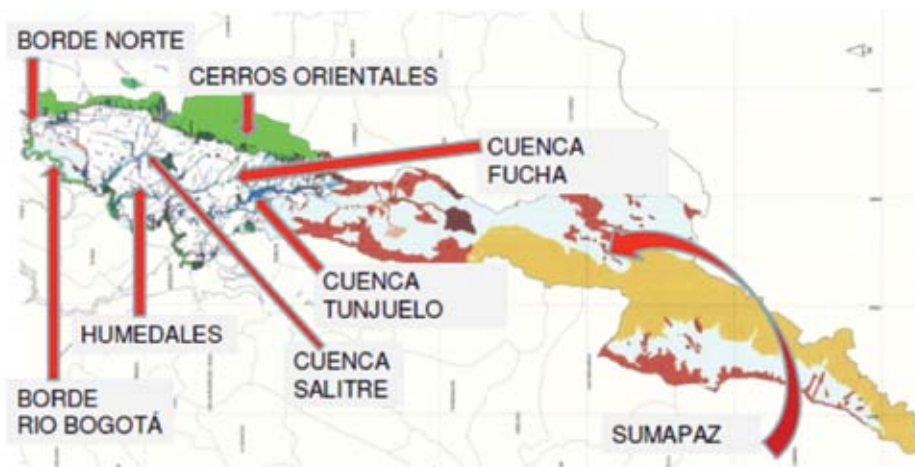 BORDE NORTE
CERROS ORIENTALES
CUENCA
FUCHA
CUENCA
TUNJUELO
HUMEDALES
CUENCA
SALITRE
BORDE
RIO BOGOTÁ
SUMAPAZ